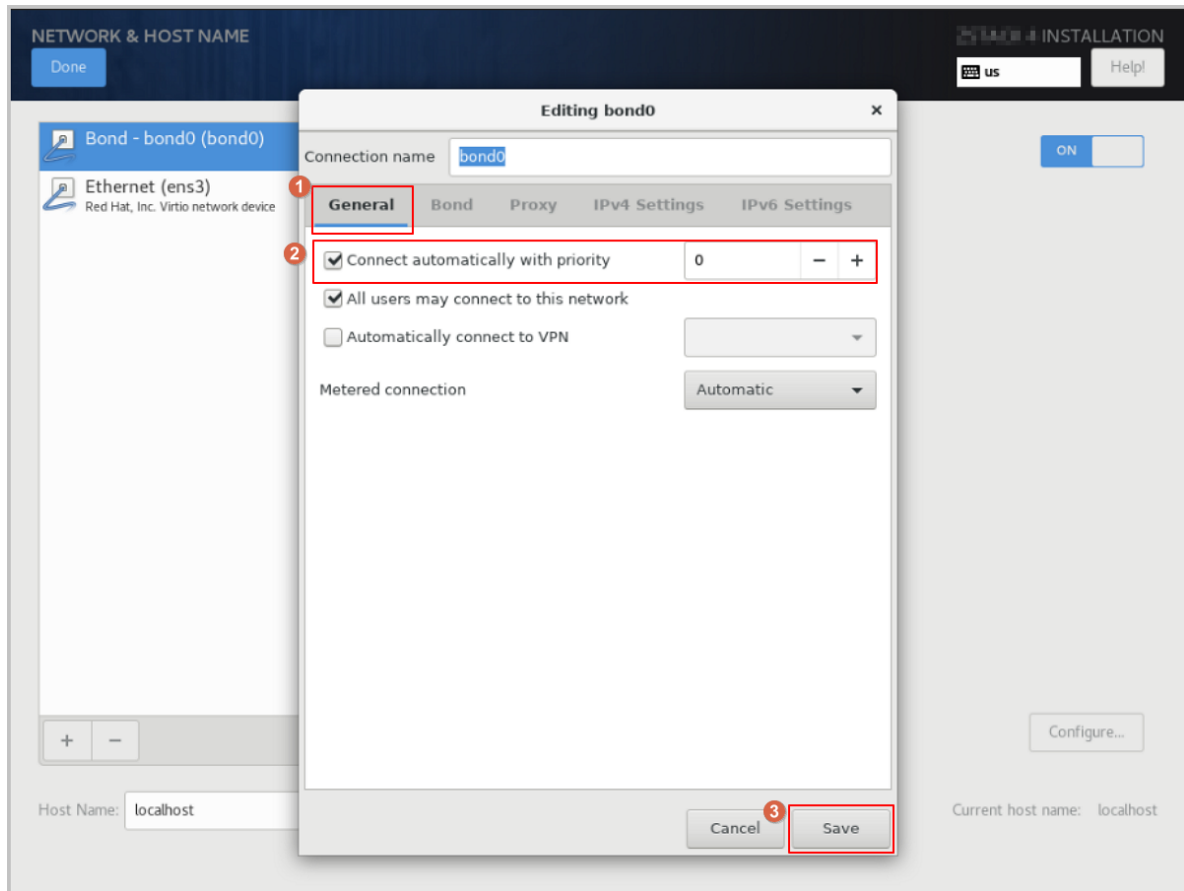 NETWORK & HOST NAME
INSTALLATION
Done
us
Help!
Editing bond0
Bond - bond0 (bond0)
Connection name
bond0
ON
Ethernet (ens3)
Red Hat, Inc. Virtio network device
1
General
Bond
Proxy
IPv4 Settings
IPv6 Settings
2
Connect automatically with priority
0
All users may connect to this network
Automatically connect to VPN
Metered connection
Automatic
Configure...
Host Name:
localhost
3
Cancel
Save
Current host name:
localhost